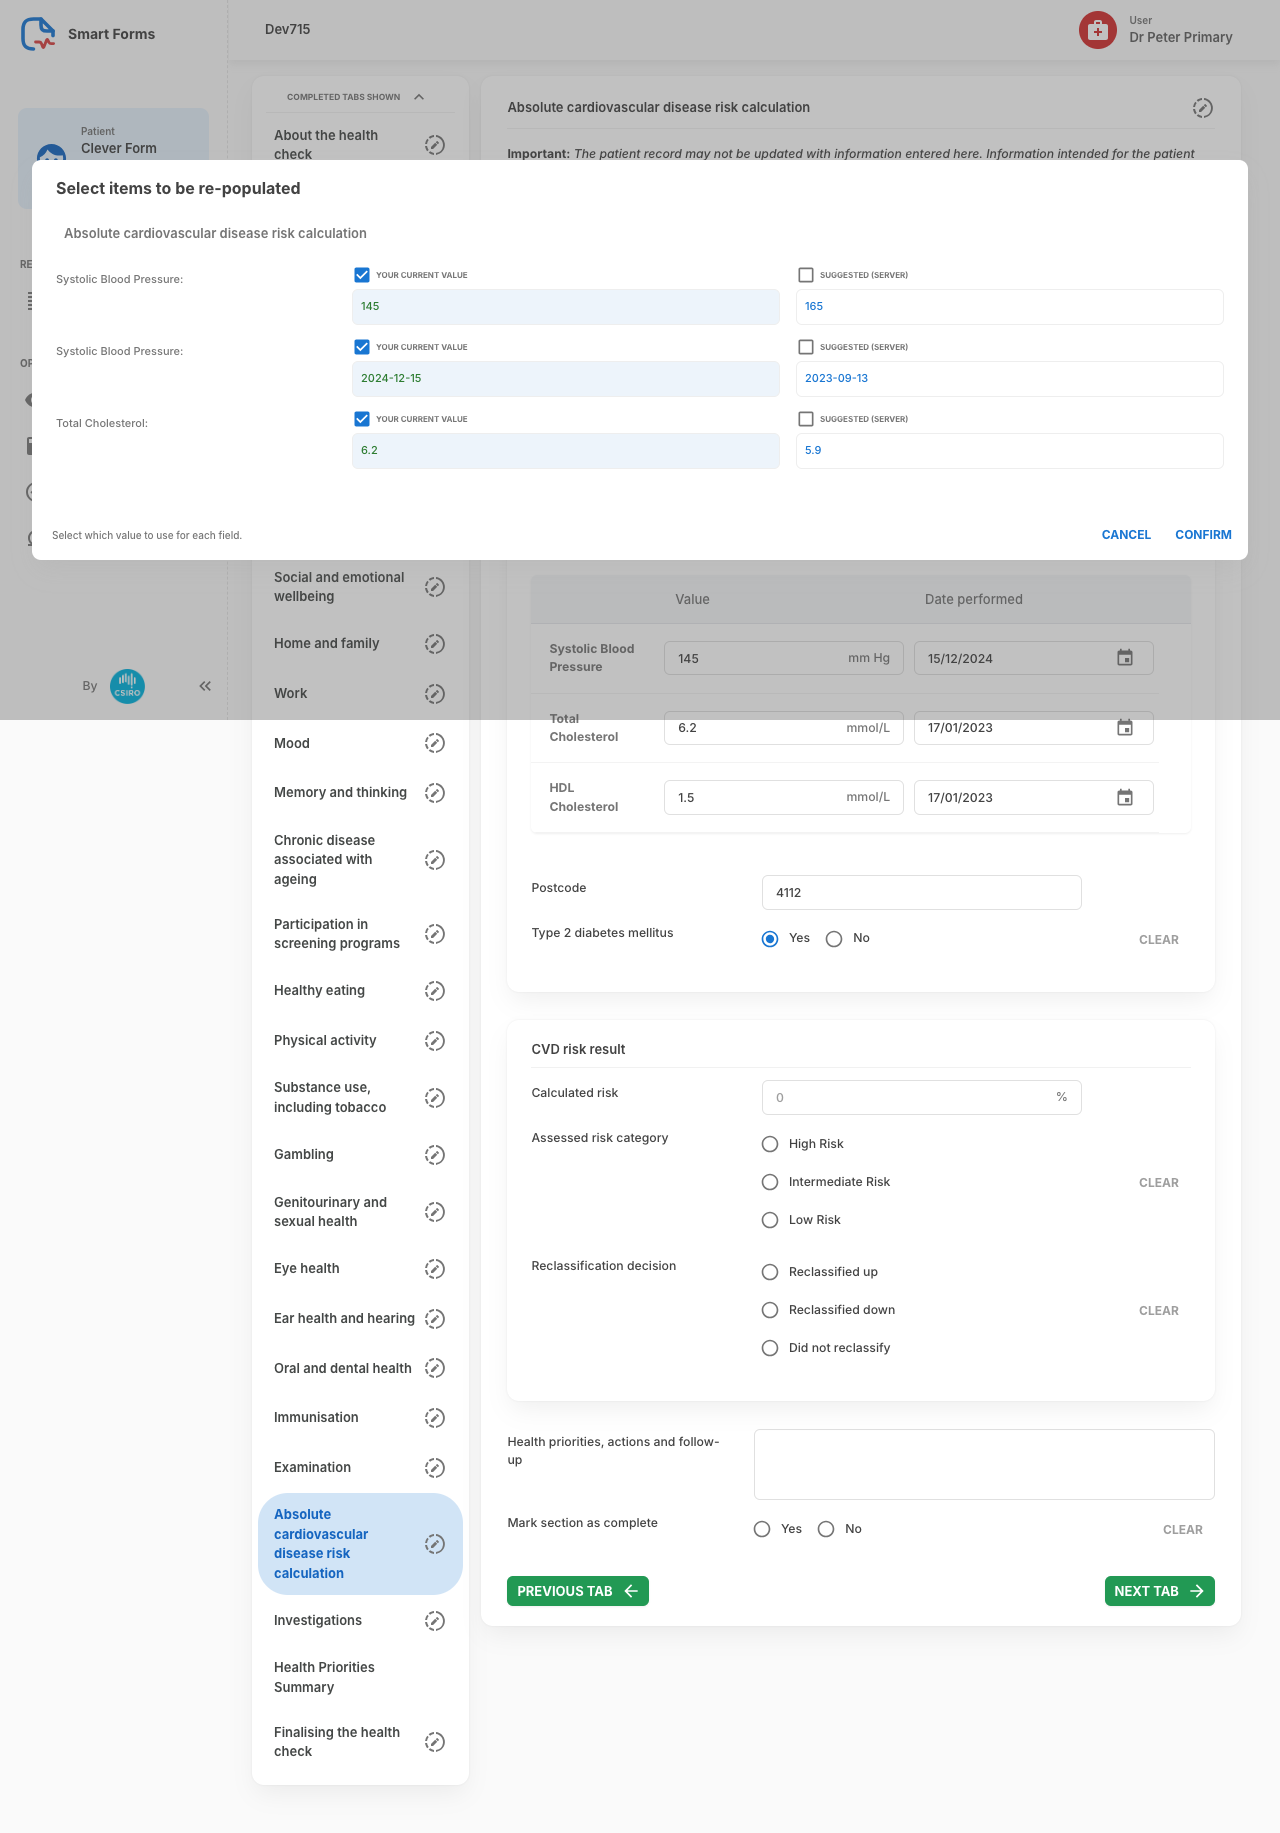 Smart Forms
Dev715
User
Dr Peter Primary
Patient
Clever Form
COMPLETED TABS SHOWN
About the health
check
Absolute cardiovascular disease risk calculation
Important: The patient record may not be updated with information entered here. Information intended for the patient
Select items to be re-populated
Absolute cardiovascular disease risk calculation
Systolic Blood Pressure:
YOUR CURRENT VALUE
145
SUGGESTED (SERVER)
165
Systolic Blood Pressure:
YOUR CURRENT VALUE
2024-12-15
SUGGESTED (SERVER)
2023-09-13
Total Cholesterol:
YOUR CURRENT VALUE
6.2
SUGGESTED (SERVER)
5.9
Select which value to use for each field.
CANCEL
CONFIRM
RE
OP
By
CSIRO
Social and emotional
wellbeing
Home and family
Work
Mood
Memory and thinking
Chronic disease
associated with
ageing
Participation in
screening programs
Healthy eating
Physical activity
Substance use,
including tobacco
Gambling
Genitourinary and
sexual health
Eye health
Ear health and hearing
Oral and dental health
Immunisation
Examination
Absolute
cardiovascular
disease risk
calculation
Investigations
Health Priorities
Summary
Finalising the health
check
Value
Date performed
Systolic Blood
Pressure
145
mm Hg
15/12/2024
Total
Cholesterol
6.2
mmol/L
17/01/2023
HDL
Cholesterol
1.5
mmol/L
17/01/2023
Postcode
4112
Type 2 diabetes mellitus
Yes
No
CLEAR
CVD risk result
Calculated risk
0
%
Assessed risk category
High Risk
Intermediate Risk
Low Risk
CLEAR
Reclassification decision
Reclassified up
Reclassified down
Did not reclassify
CLEAR
Health priorities, actions and follow-
up
Mark section as complete
Yes
No
CLEAR
PREVIOUS TAB
NEXT TAB